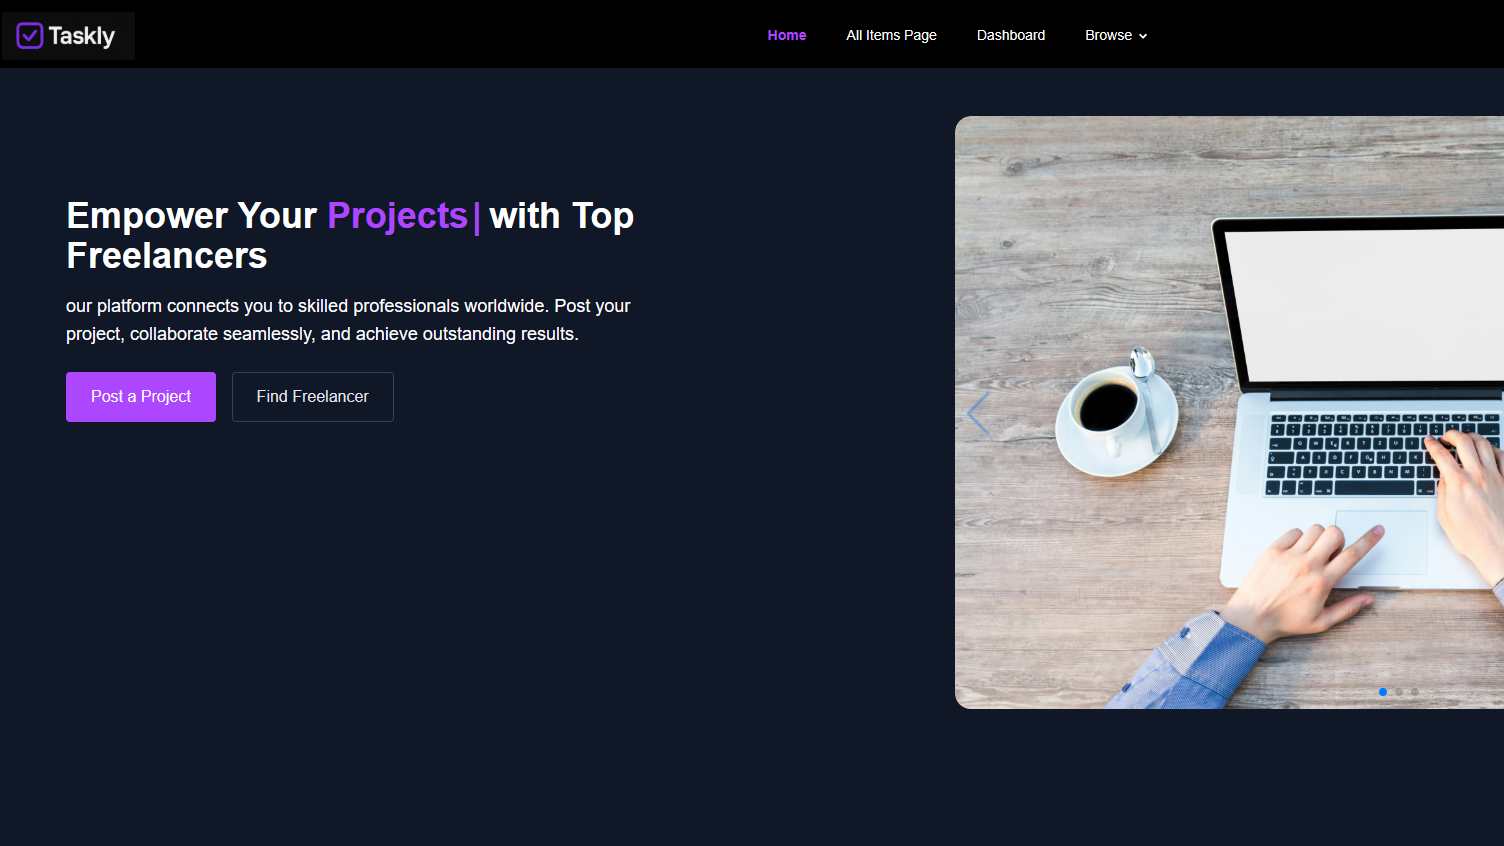 Taskly
Home
All Items Page
Dashboard
Browse
Empower Your Projects| with Top
Freelancers
our platform connects you to skilled professionals worldwide. Post your
project, collaborate seamlessly, and achieve outstanding results.
Post a Project
Find Freelancer